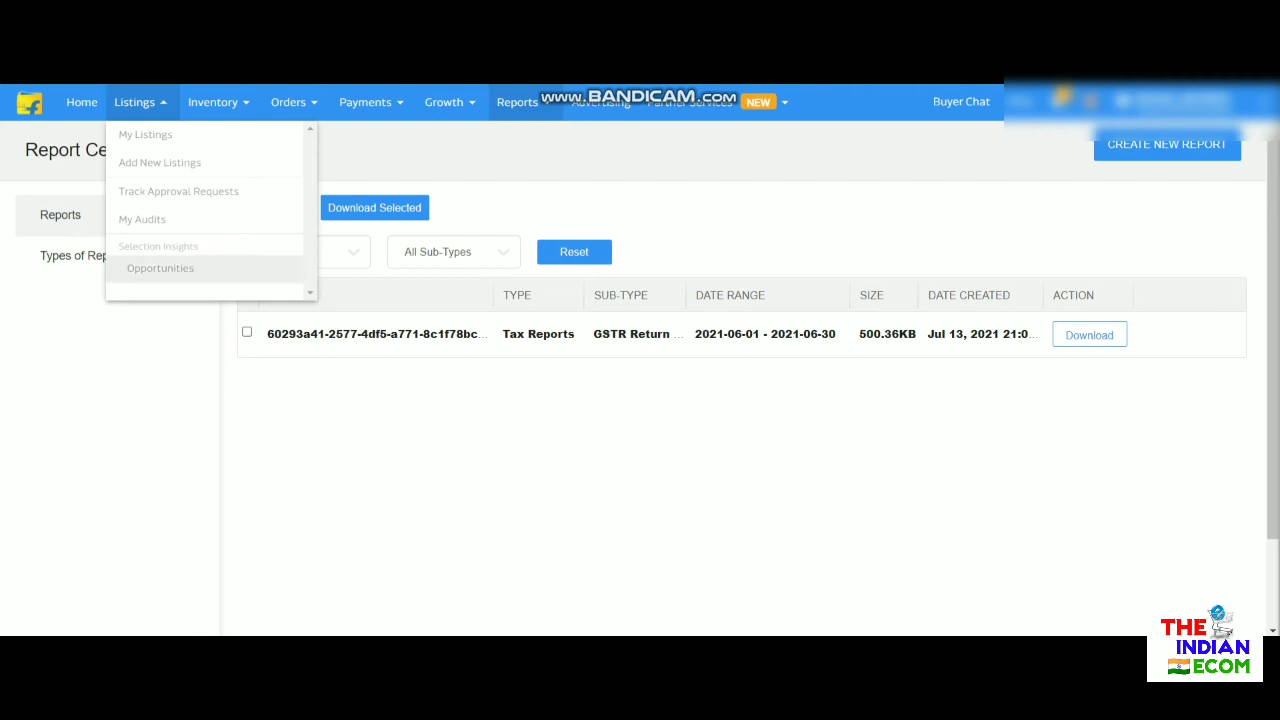 Home Listings Inventory Orders Payments Growth Reports Advertising Partner Services NEW Buyer Chat
www.BANDICAM.com
Report Ce
CREATE NEW REPORT
My Listings
Add New Listings
Track Approval Requests
My Audits
Selection Insights
Opportunities
Reports
Types of Rep
Download Selected
All Sub-Types
Reset
TYPE SUB-TYPE DATE RANGE SIZE DATE CREATED ACTION
60293a41-2577-4df5-a771-8c1f78bc... Tax Reports GSTR Return ... 2021-06-01 - 2021-06-30 500.36KB Jul 13, 2021 21:0... Download
THE
INDIAN
ECOM